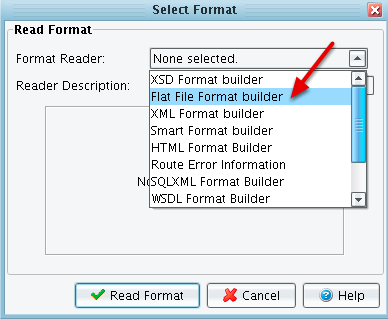 Select Format
Read Format
Format Reader:
None selected.
XSD Format builder
Reader Description:
Flat File Format builder
XML Format builder
Smart Format builder
HTML Format Builder
Route Error Information
No
SQLXML Format Builder
WSDL Format Builder
Read Format
Cancel
Help